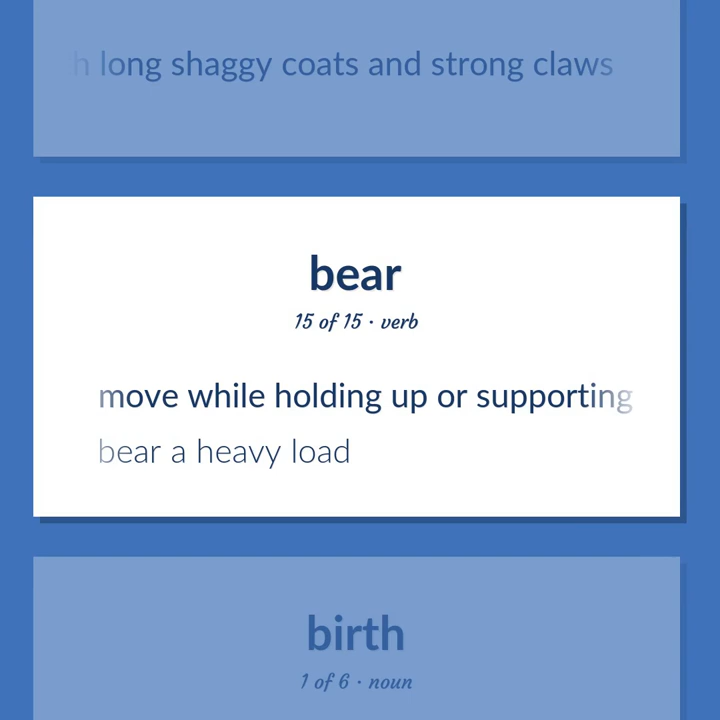 h long shaggy coats and strong claws
bear
15 of 15 · verb
move while holding up or supporting
bear a heavy load
birth
1 of 6 · noun